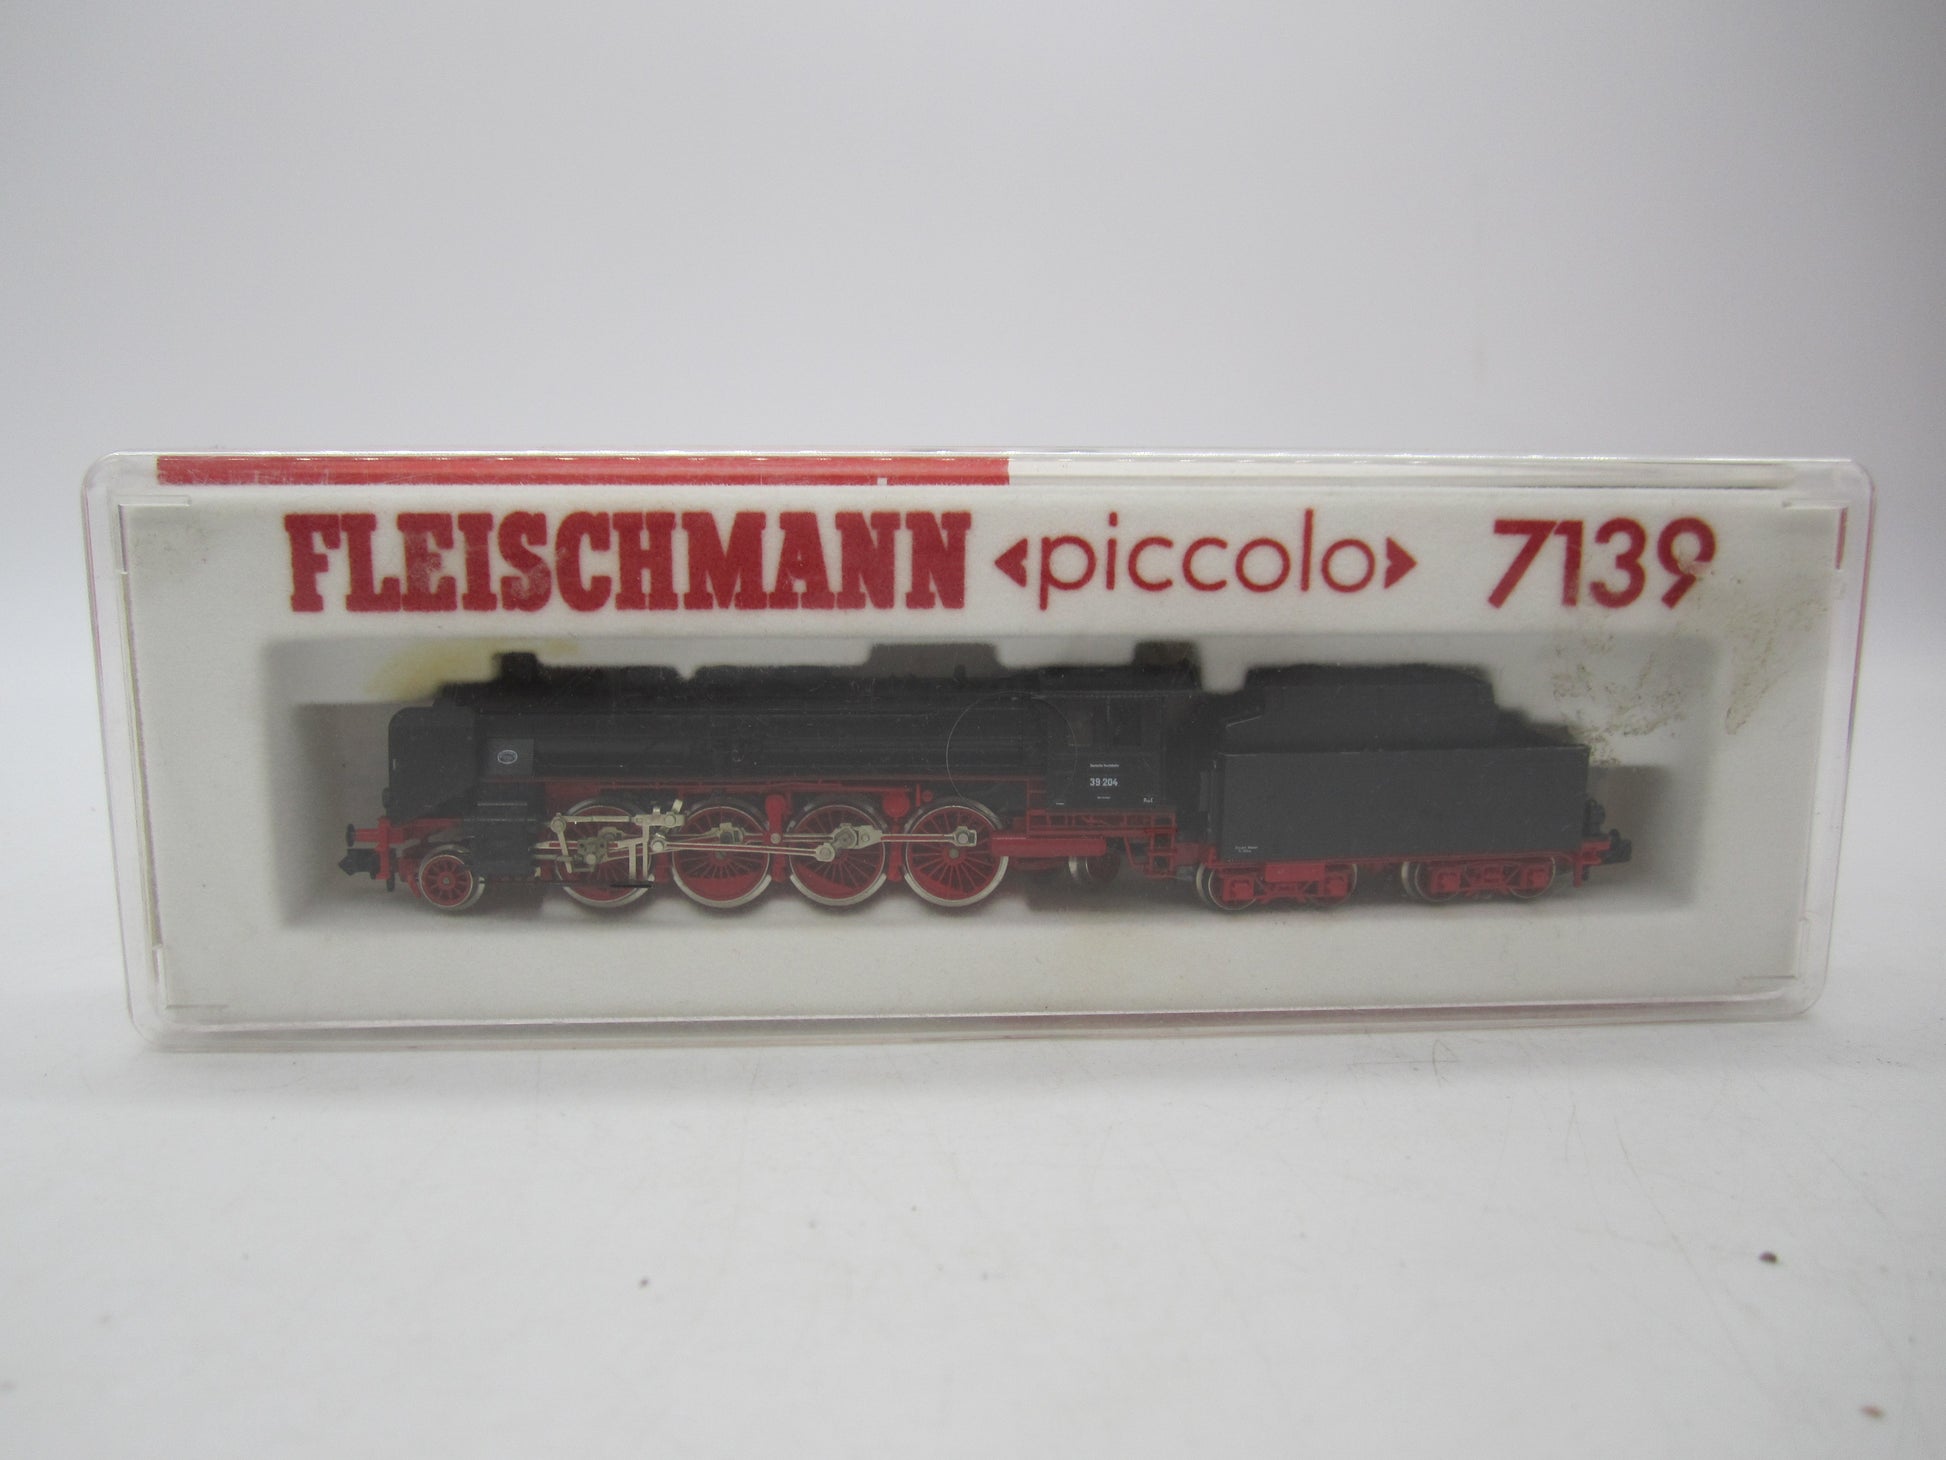 FLEISCHMANN ‹piccolo› 7139
39 204